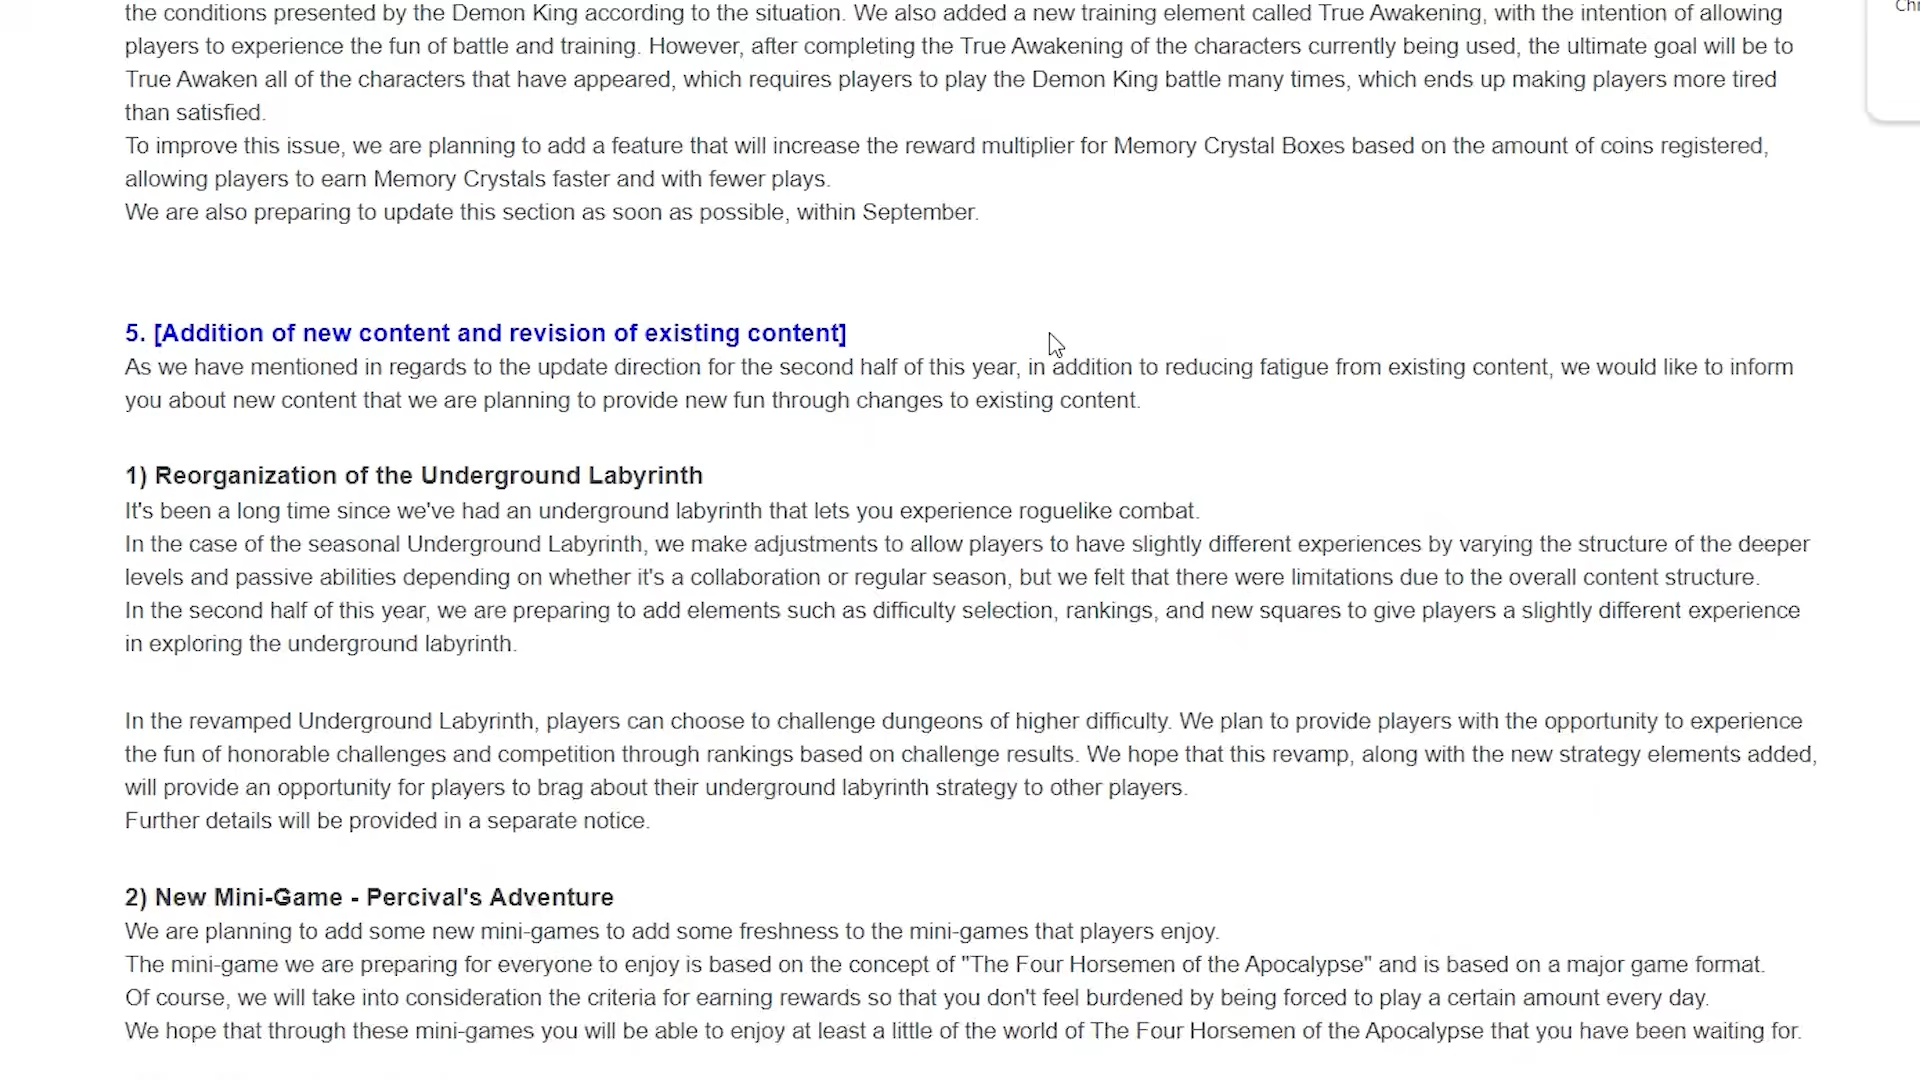 Chr
the conditions presented by the Demon King according to the situation. We also added a new training element called True Awakening, with the intention of allowing
players to experience the fun of battle and training. However, after completing the True Awakening of the characters currently being used, the ultimate goal will be to
True Awaken all of the characters that have appeared, which requires players to play the Demon King battle many times, which ends up making players more tired
than satisfied.
To improve this issue, we are planning to add a feature that will increase the reward multiplier for Memory Crystal Boxes based on the amount of coins registered,
allowing players to earn Memory Crystals faster and with fewer plays.
We are also preparing to update this section as soon as possible, within September.
5. [Addition of new content and revision of existing content]
As we have mentioned in regards to the update direction for the second half of this year, in addition to reducing fatigue from existing content, we would like to inform
you about new content that we are planning to provide new fun through changes to existing content.
1) Reorganization of the Underground Labyrinth
It's been a long time since we've had an underground labyrinth that lets you experience roguelike combat.
In the case of the seasonal Underground Labyrinth, we make adjustments to allow players to have slightly different experiences by varying the structure of the deeper
levels and passive abilities depending on whether it's a collaboration or regular season, but we felt that there were limitations due to the overall content structure.
In the second half of this year, we are preparing to add elements such as difficulty selection, rankings, and new squares to give players a slightly different experience
in exploring the underground labyrinth.
In the revamped Underground Labyrinth, players can choose to challenge dungeons of higher difficulty. We plan to provide players with the opportunity to experience
the fun of honorable challenges and competition through rankings based on challenge results. We hope that this revamp, along with the new strategy elements added,
will provide an opportunity for players to brag about their underground labyrinth strategy to other players.
Further details will be provided in a separate notice.
2) New Mini-Game - Percival's Adventure
We are planning to add some new mini-games to add some freshness to the mini-games that players enjoy.
The mini-game we are preparing for everyone to enjoy is based on the concept of "The Four Horsemen of the Apocalypse" and is based on a major game format.
Of course, we will take into consideration the criteria for earning rewards so that you don't feel burdened by being forced to play a certain amount every day.
We hope that through these mini-games you will be able to enjoy at least a little of the world of The Four Horsemen of the Apocalypse that you have been waiting for.